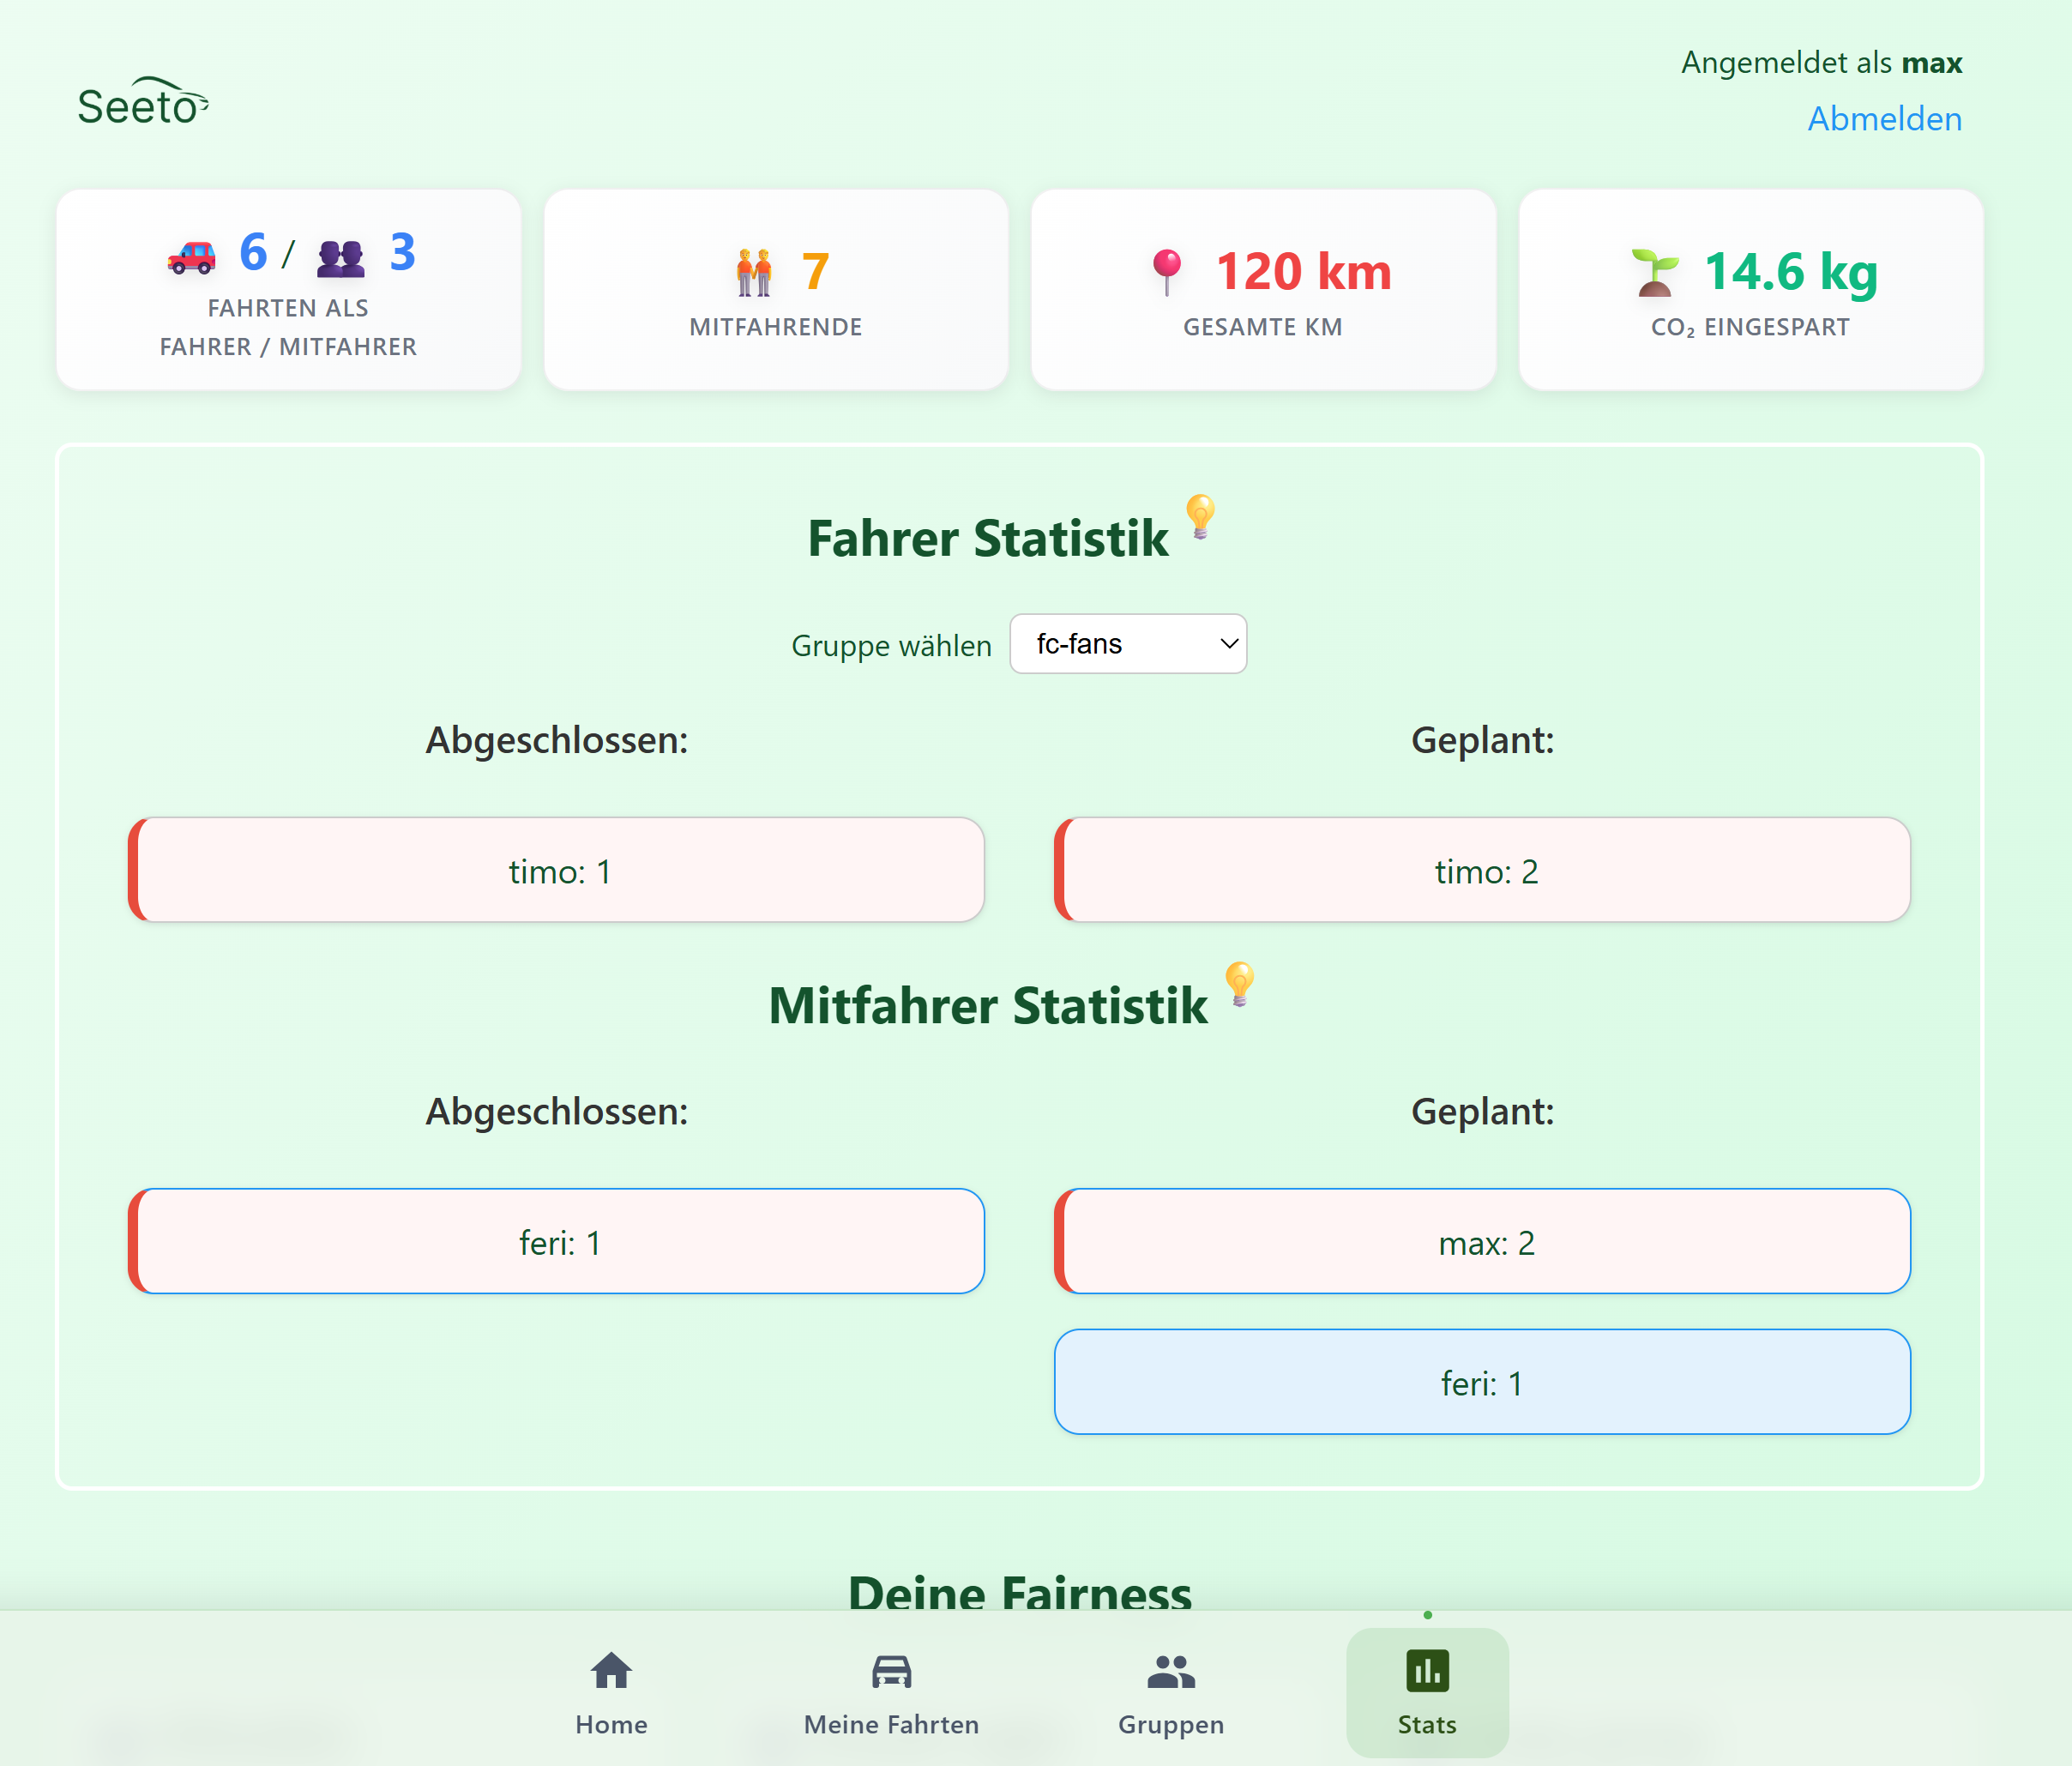 Seeto
Angemeldet als max
Abmelden
6 / 3
FAHRTEN ALS
FAHRER / MITFAHRER
7
MITFAHRENDE
120 km
GESAMTE KM
14.6 kg
CO₂ EINGESPART
Fahrer Statistik
Gruppe wählen fc-fans
Abgeschlossen:
Geplant:
timo: 1
timo: 2
Mitfahrer Statistik
Abgeschlossen:
Geplant:
feri: 1
max: 2
feri: 1
Deine Fairness
Home
Meine Fahrten
Gruppen
Stats